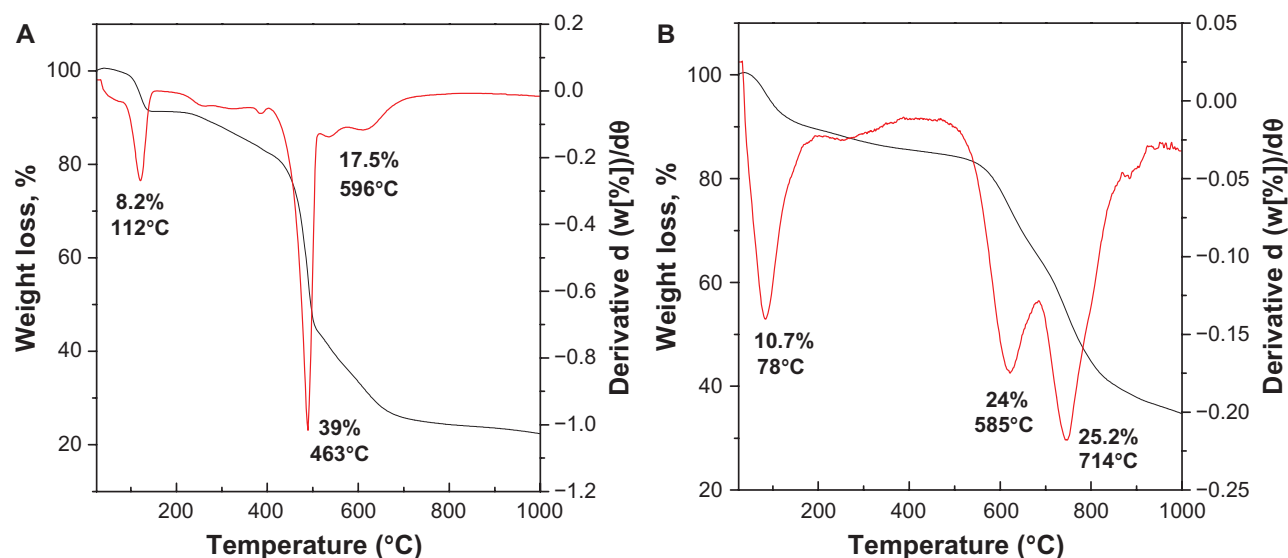 A
Weight loss, %
100
80
60
40
20
0.2
0.0
−0.2
−0.4
−0.6
−0.8
−1.0
−1.2
Derivative d (w[%])/dθ
8.2%
112°C
17.5%
596°C
39%
463°C
200
400
600
800
1000
Temperature (°C)
B
Weight loss, %
100
80
60
40
20
0.05
0.00
−0.05
−0.10
−0.15
−0.20
−0.25
Derivative d (w[%])/dθ
10.7%
78°C
24%
585°C
25.2%
714°C
200
400
600
800
1000
Temperature (°C)